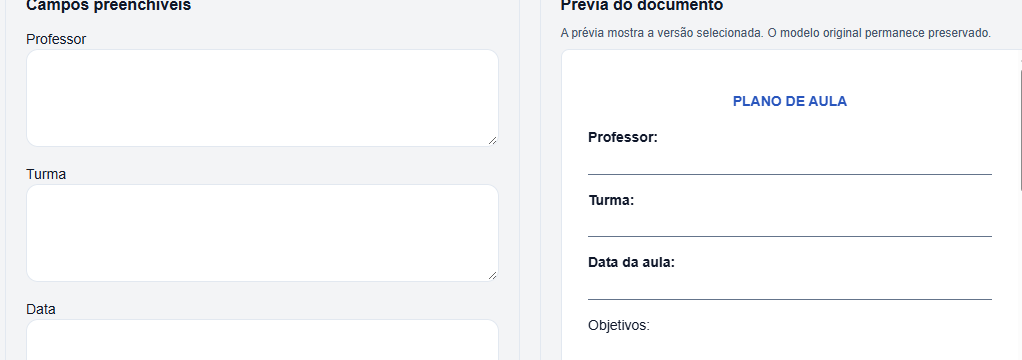 Campos preenchíveis
Professor
Turma
Data
Prévia do documento
A prévia mostra a versão selecionada. O modelo original permanece preservado.
PLANO DE AULA
Professor:
Turma:
Data da aula:
Objetivos: